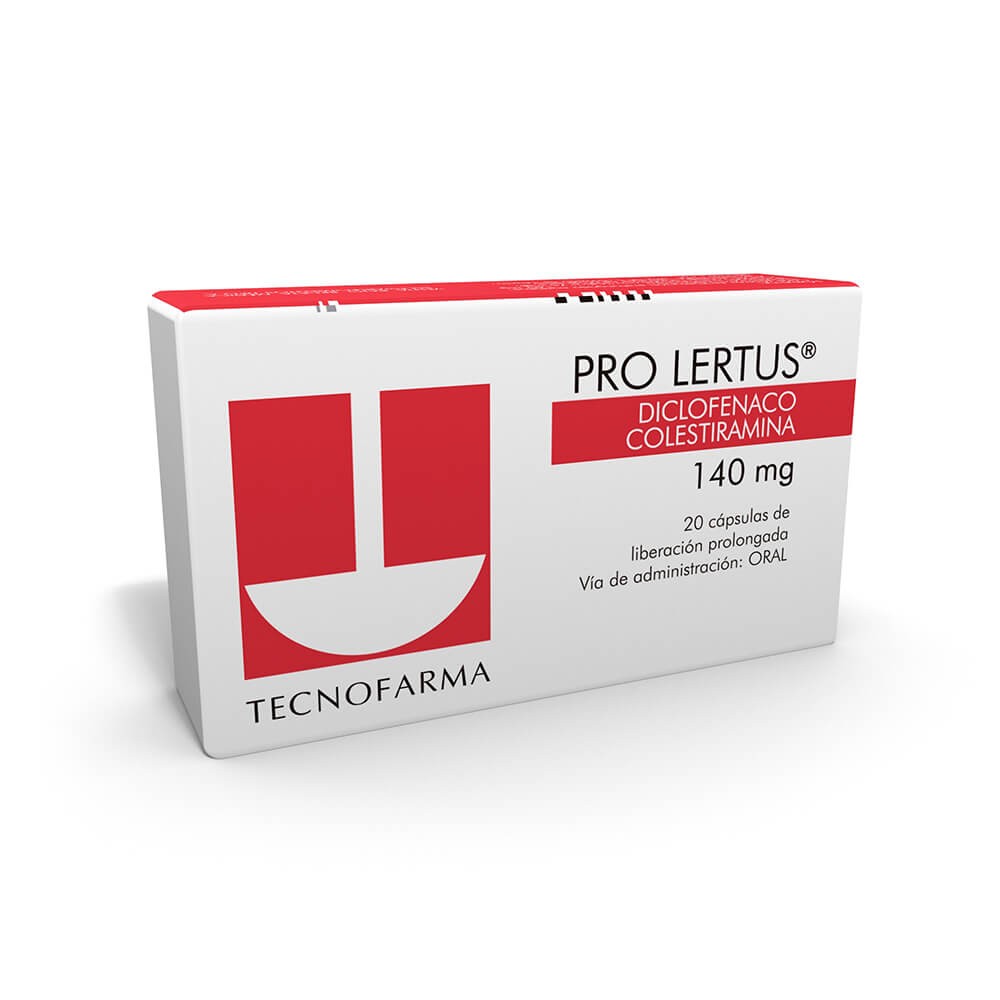 PRO LERTUS®
DICLOFENACO
COLESTIRAMINA
140 mg
20 cápsulas de
liberación prolongada
Vía de administración: ORAL
TECNOFARMA